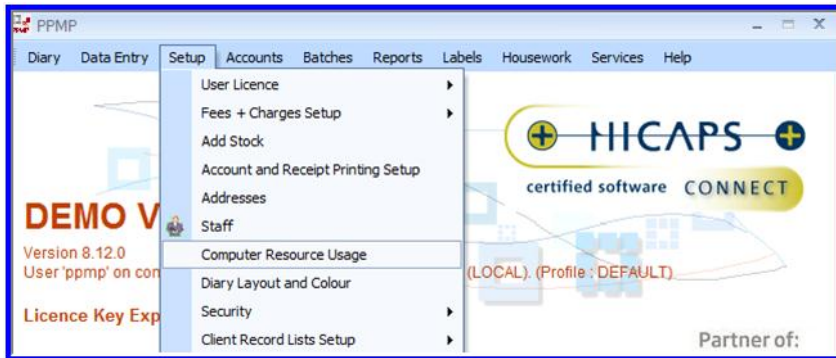 PPMP
Diary Data Entry Setup Accounts Batches Reports Labels Housework Services Help
User Licence
Fees + Charges Setup
Add Stock
Account and Receipt Printing Setup
Addresses
Staff
Computer Resource Usage
Diary Layout and Colour
Security
Client Record Lists Setup
HICAPS
certified software CONNECT
DEMO V
Version 8.12.0
User 'ppmp' on com (LOCAL). (Profile : DEFAULT)
Licence Key Exp
Partner of: